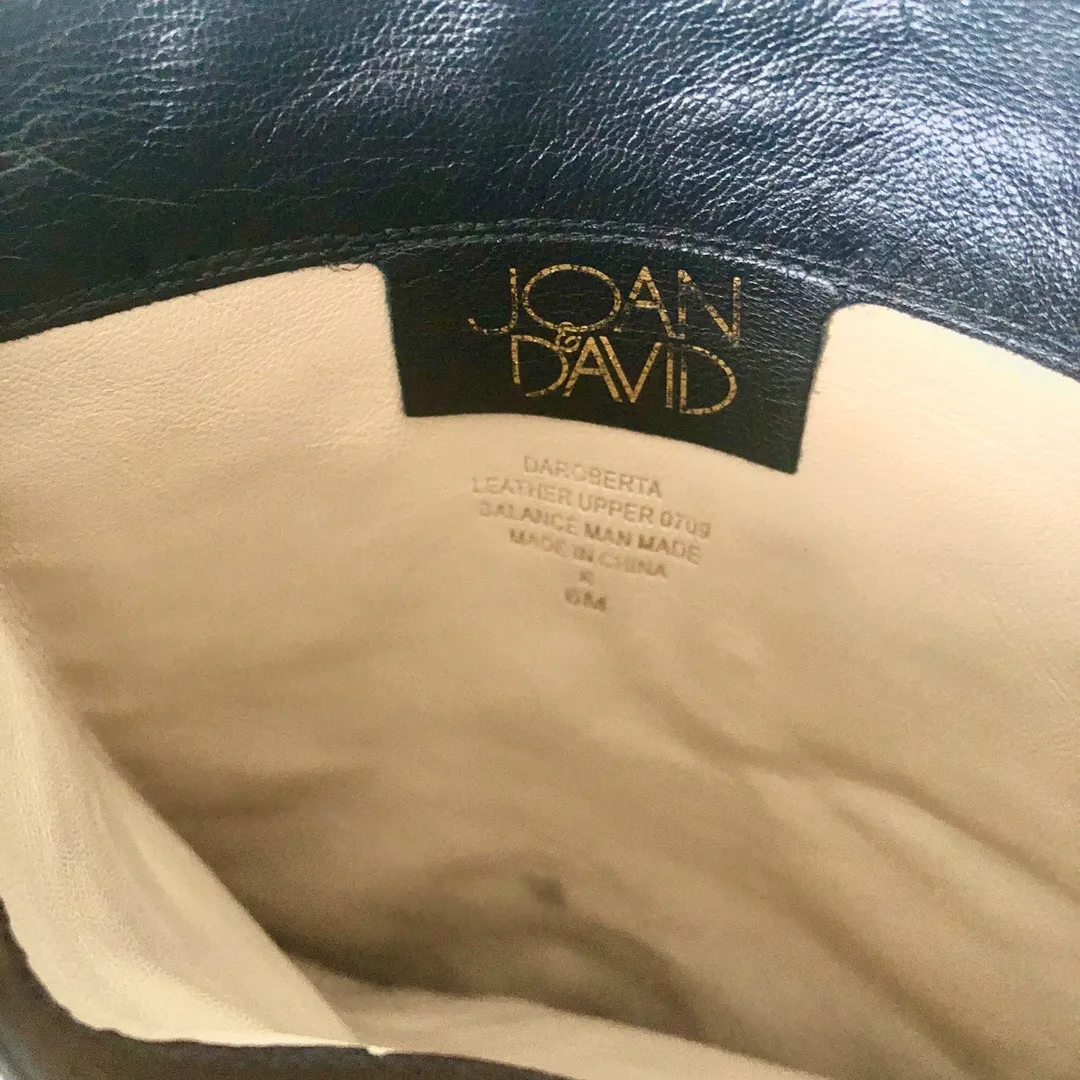 JOAN
& DAVID
DAROBERTA
LEATHER UPPER 0709
BALANCE MAN MADE
MADE IN CHINA
6M